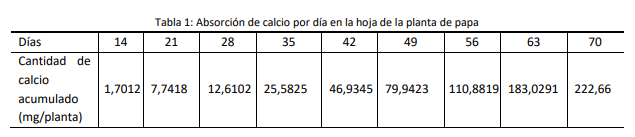 Tabla 1: Absorción de calcio por día en la hoja de la planta de papa
Días 14 21 28 35 42 49 56 63 70
Cantidad de
calcio
acumulado
(mg/planta) 1,7012 7,7418 12,6102 25,5825 46,9345 79,9423 110,8819 183,0291 222,66